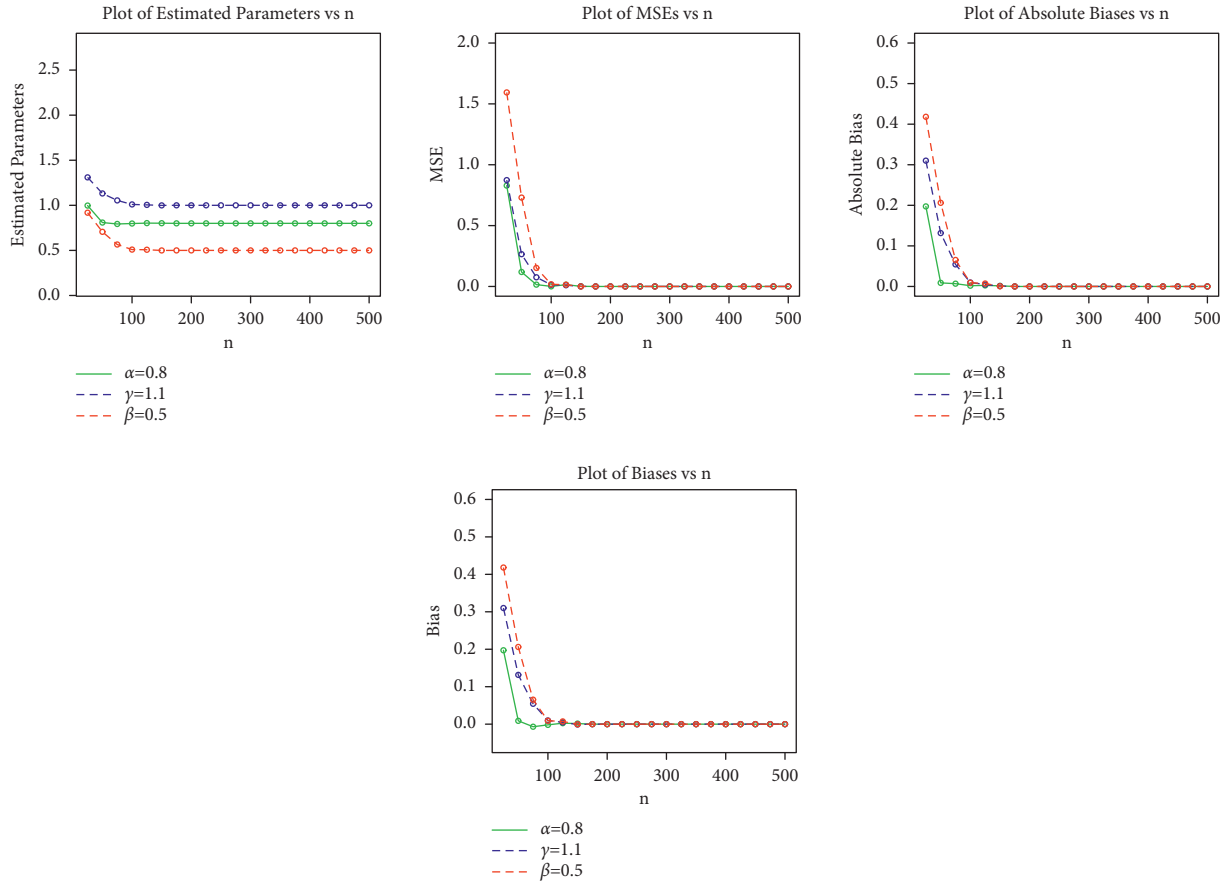 Plot of Estimated Parameters vs n
Estimated Parameters
2.5
2.0
1.5
1.0
0.5
0.0
100 200 300 400 500
n
α=0.8
γ=1.1
β=0.5
Plot of MSEs vs n
MSE
2.0
1.5
1.0
0.5
0.0
100 200 300 400 500
n
α=0.8
γ=1.1
β=0.5
Plot of Absolute Biases vs n
Absolute Bias
0.6
0.5
0.4
0.3
0.2
0.1
0.0
100 200 300 400 500
n
α=0.8
γ=1.1
β=0.5
Plot of Biases vs n
Bias
0.6
0.5
0.4
0.3
0.2
0.1
0.0
100 200 300 400 500
n
α=0.8
γ=1.1
β=0.5